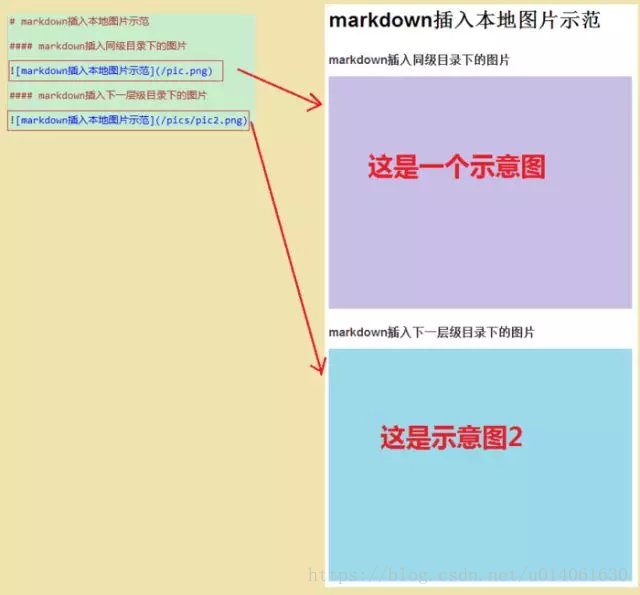 # markdown插入本地图片示范
#### markdown插入同级目录下的图片
![markdown插入本地图片示范](/pic.png)
#### markdown插入下一层级目录下的图片
![markdown插入本地图片示范](/pics/pic2.png)
markdown插入本地图片示范
markdown插入同级目录下的图片
这是一个示意图
markdown插入下一层级目录下的图片
这是示意图2
https://blog.csdn.net/u014061630